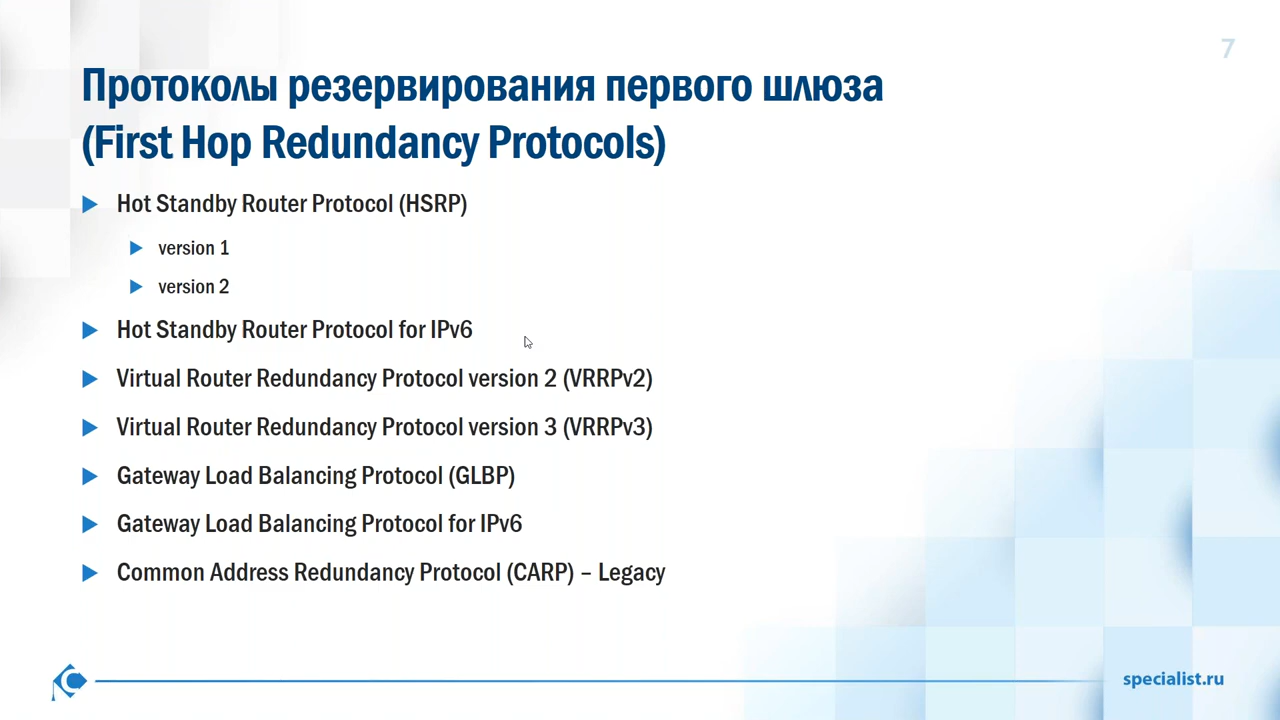 7
Протоколы резервирования первого шлюза
(First Hop Redundancy Protocols)
Hot Standby Router Protocol (HSRP)
version 1
version 2
Hot Standby Router Protocol for IPv6
Virtual Router Redundancy Protocol version 2 (VRRPv2)
Virtual Router Redundancy Protocol version 3 (VRRPv3)
Gateway Load Balancing Protocol (GLBP)
Gateway Load Balancing Protocol for IPv6
Common Address Redundancy Protocol (CARP) – Legacy
specialist.ru